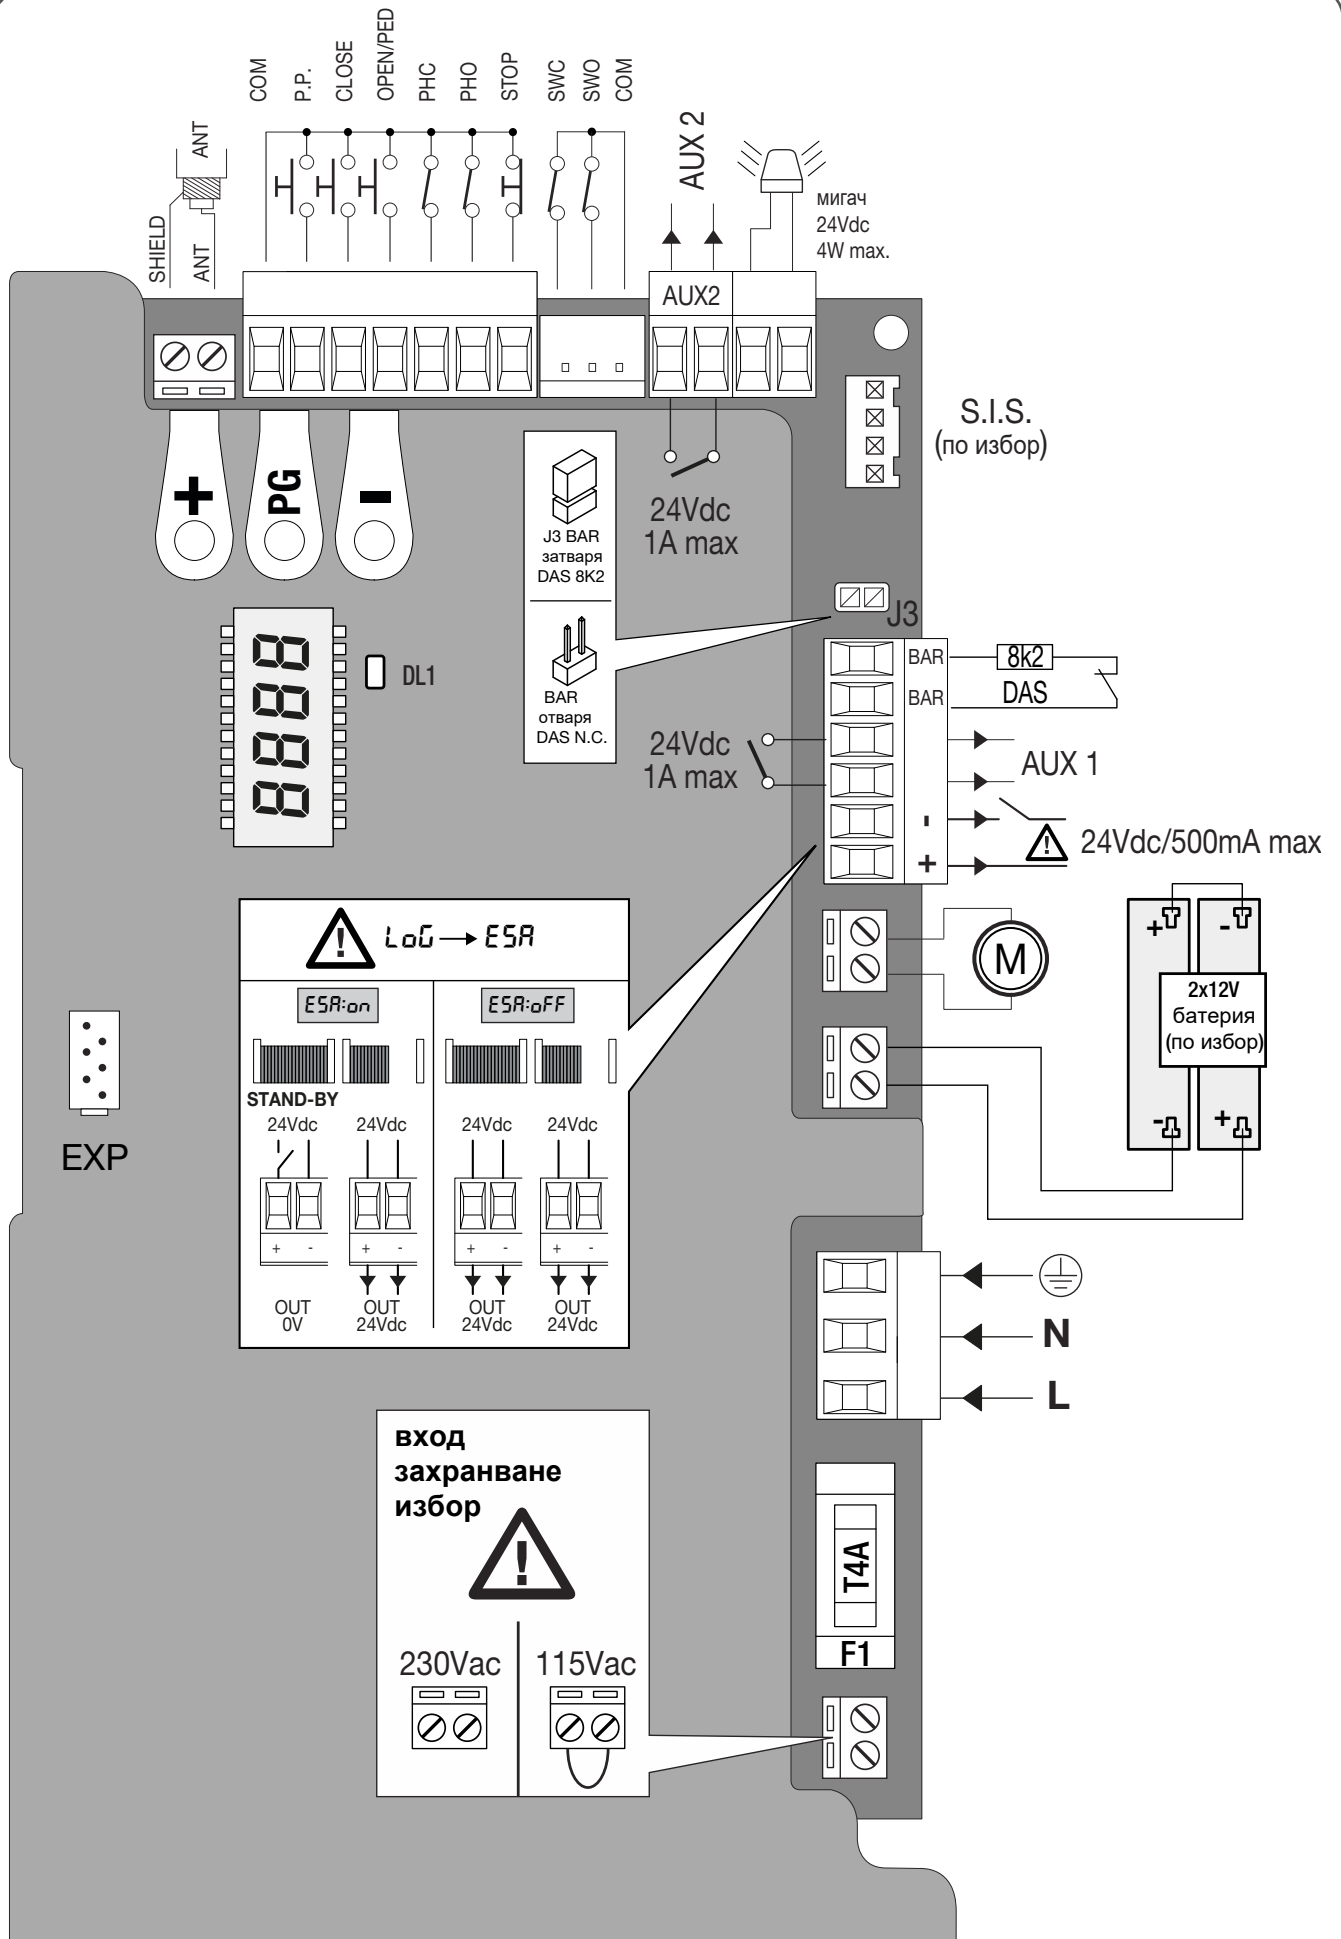 COM
P.P.
CLOSE
OPEN/PED
PHC
PHO
STOP
SWC
SWO
COM
ANT
SHIELD
ANT
AUX 2
мигач
24Vdc
4W max.
AUX2
S.I.S.
(по избор)
+
PG
-
J3 BAR
затваря
DAS 8K2
BAR
отваря
DAS N.C.
24Vdc
1A max
J3
8888
DL1
BAR
8k2
BAR
DAS
24Vdc
1A max
AUX 1
-
+
24Vdc/500mA max
LoG → ESA
ESA:on
ESA:oFF
STAND-BY
24Vdc
24Vdc
24Vdc
24Vdc
+ -
+ -
+ -
+ -
OUT
0V
OUT
24Vdc
OUT
24Vdc
OUT
24Vdc
M
+
-
2x12V
батерия
(по избор)
-
+
EXP
N
L
вход
захранване
избор
230Vac
115Vac
T4A
F1